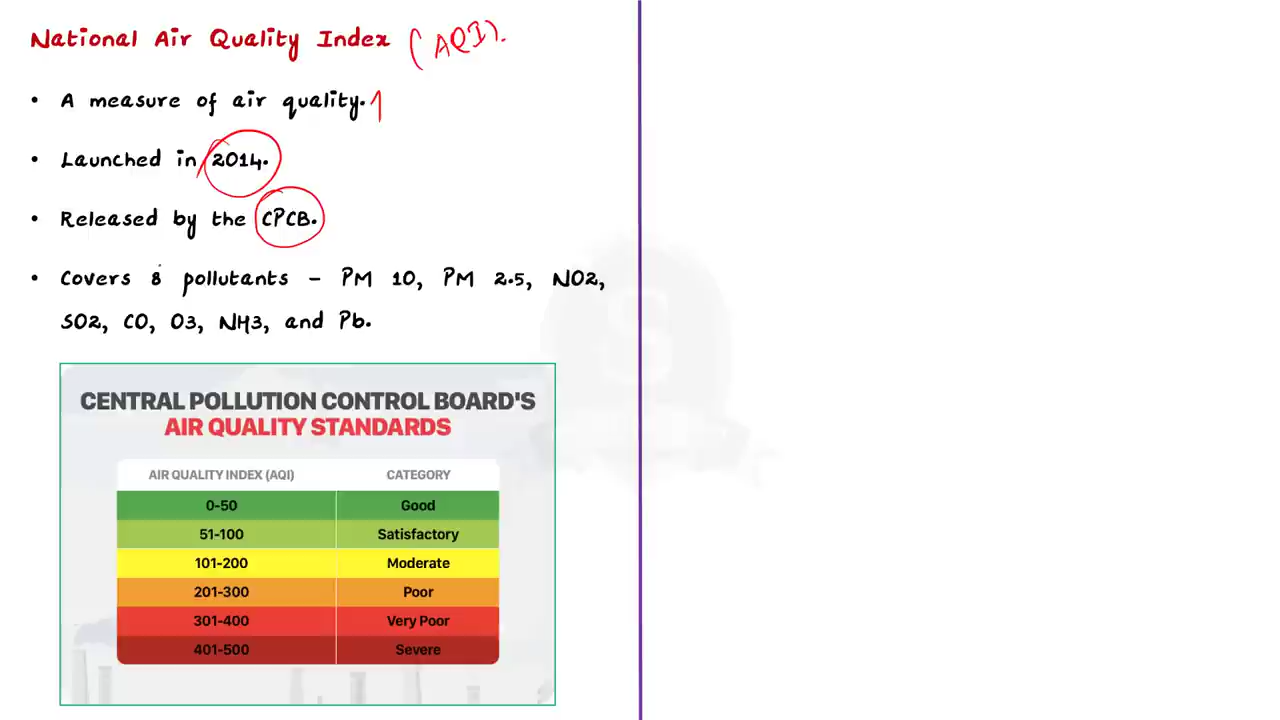 National Air Quality Index (AQI).
• A measure of air quality.
• Launched in 2014.
• Released by the CPCB.
• Covers 8 pollutants – PM 10, PM 2.5, NO2,
SO2, CO, O3, NH3, and Pb.
CENTRAL POLLUTION CONTROL BOARD'S
AIR QUALITY STANDARDS
AIR QUALITY INDEX (AQI) CATEGORY
0-50 Good
51-100 Satisfactory
101-200 Moderate
201-300 Poor
301-400 Very Poor
401-500 Severe